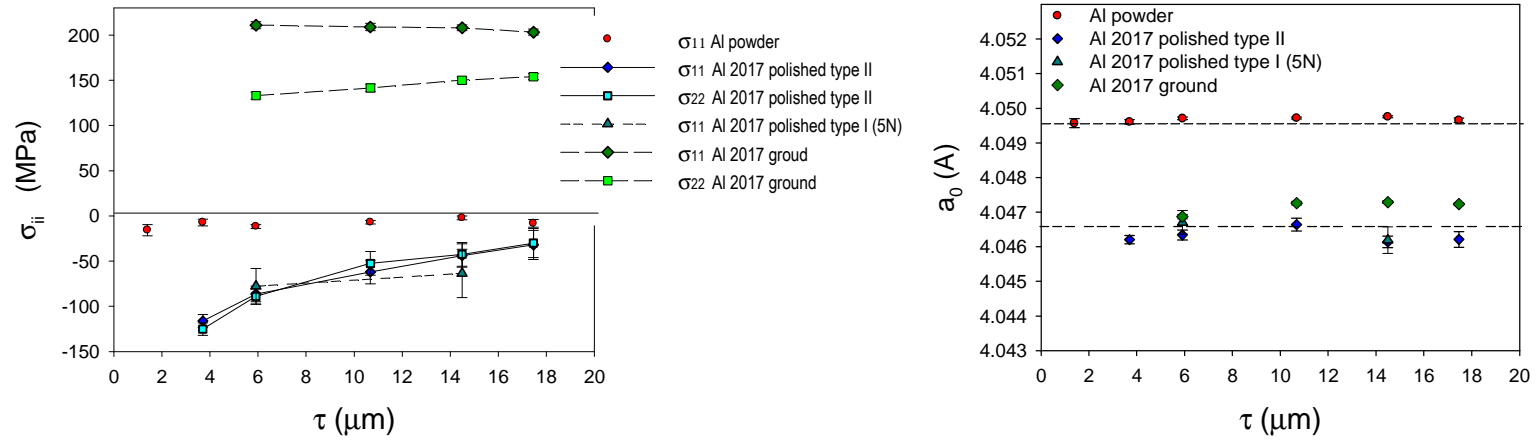 200
150
100
50
0
-50
-100
-150
σii (MPa)
0 2 4 6 8 10 12 14 16 18 20
τ (μm)
σ11 Al powder
σ11 Al 2017 polished type II
σ22 Al 2017 polished type II
σ11 Al 2017 polished type I (5N)
σ11 Al 2017 groud
σ22 Al 2017 ground
Al powder
Al 2017 polished type II
Al 2017 polished type I (5N)
Al 2017 ground
4.052
4.051
4.050
4.049
4.048
4.047
4.046
4.045
4.044
4.043
a0 (A)
0 2 4 6 8 10 12 14 16 18 20
τ (μm)